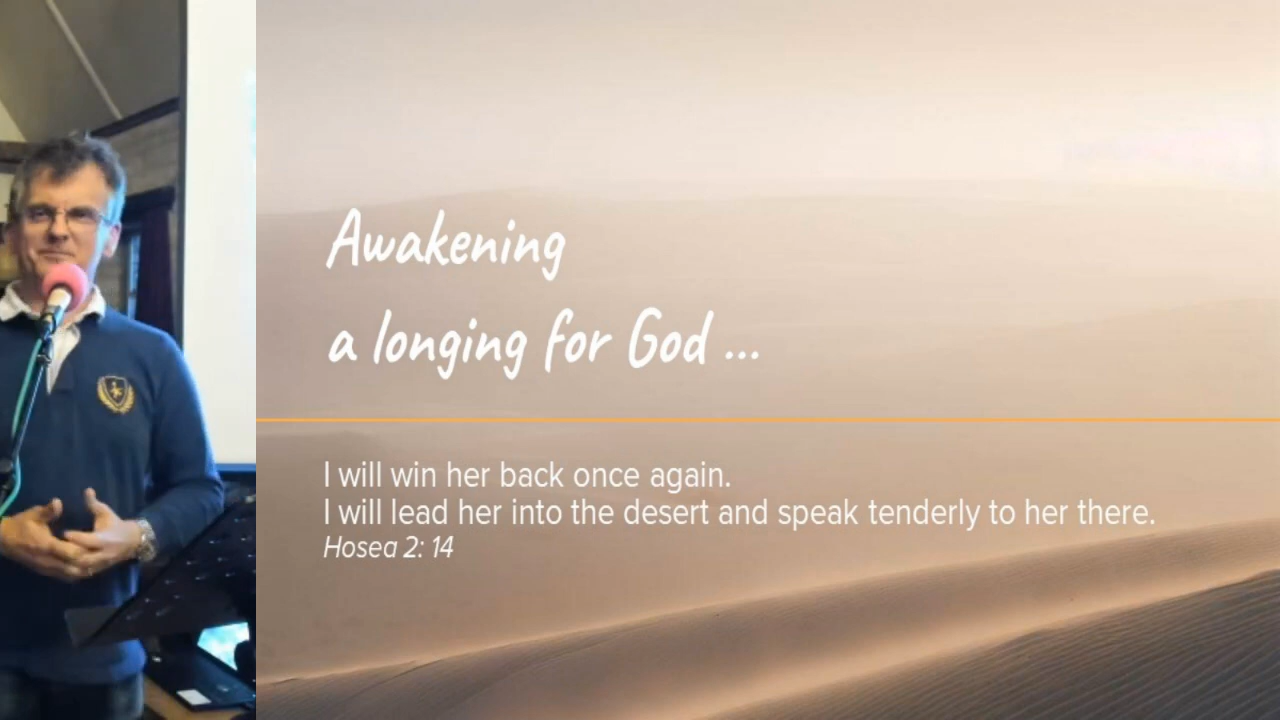 Awakening
a longing for God ...
I will win her back once again.
I will lead her into the desert and speak tenderly to her there.
Hosea 2: 14